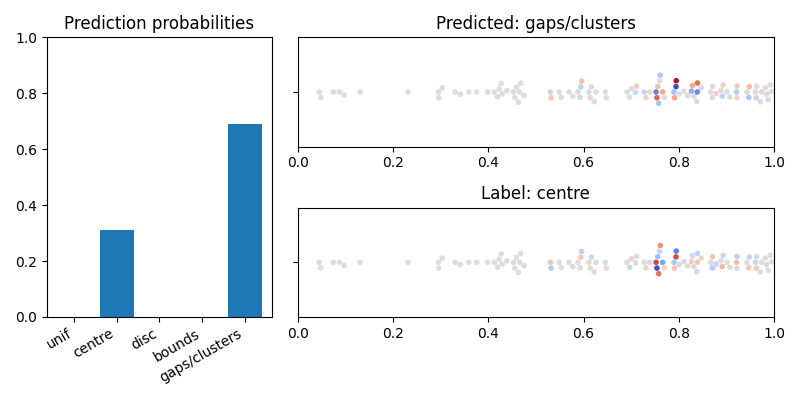 Prediction probabilities
1.0
0.8
0.6
0.4
0.2
0.0
unif
centre
disc
bounds
gaps/clusters
Predicted: gaps/clusters
0.0 0.2 0.4 0.6 0.8 1.0
Label: centre
0.0 0.2 0.4 0.6 0.8 1.0